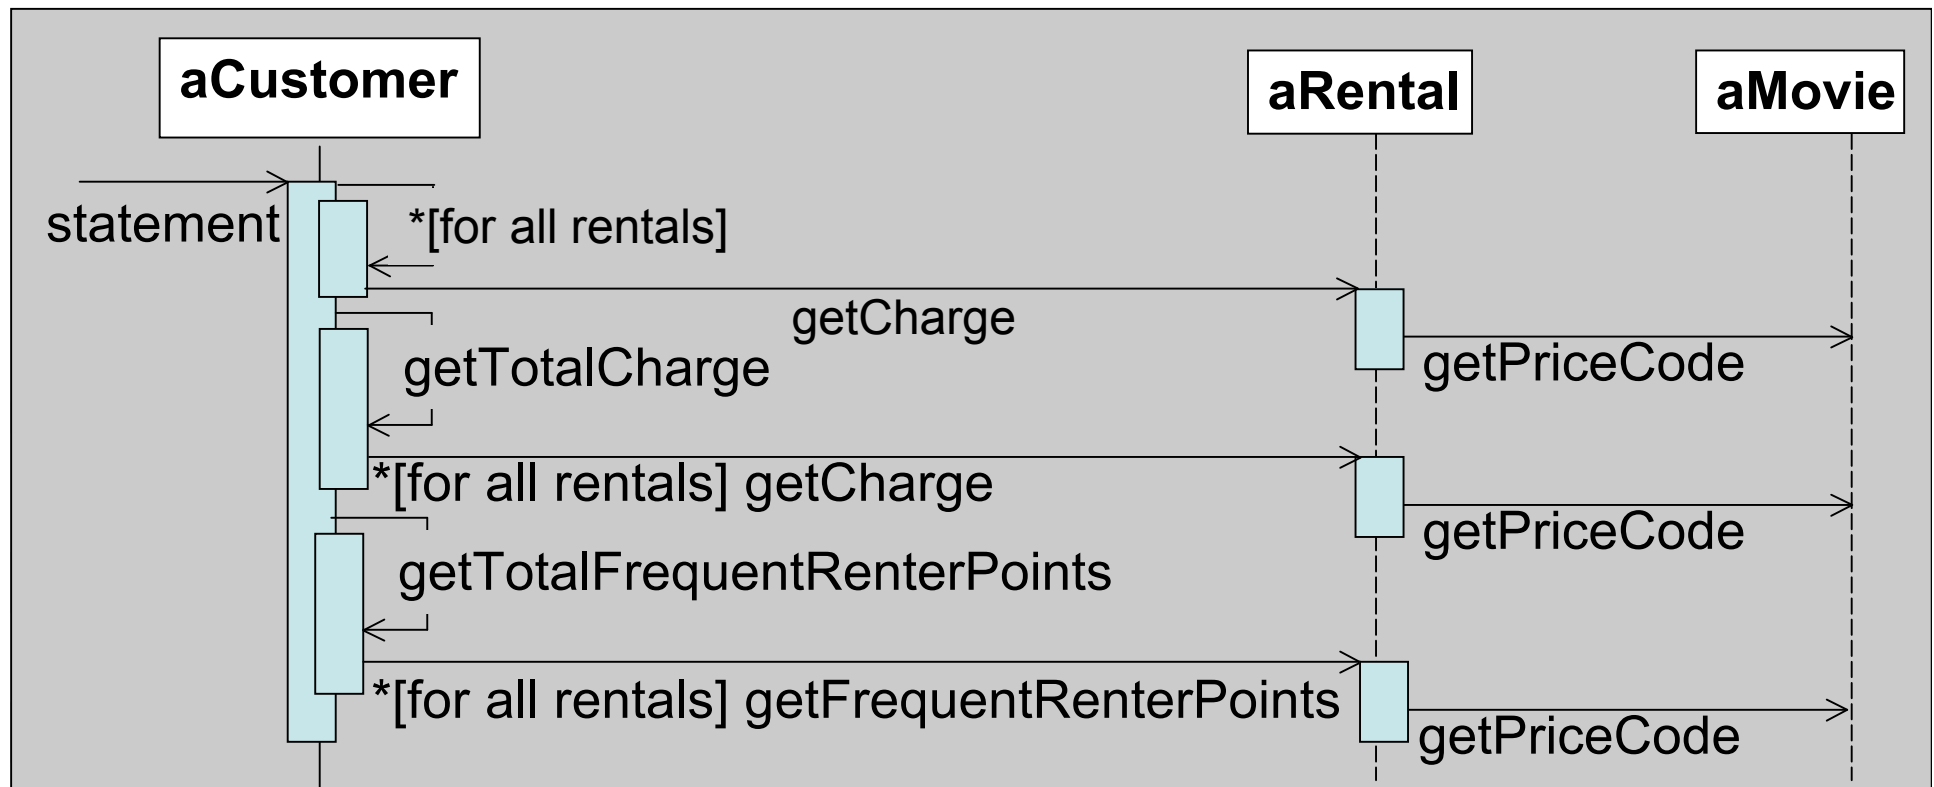 aCustomer
aRental
aMovie
statement
*[for all rentals]
getCharge
getPriceCode
getTotalCharge
*[for all rentals] getCharge
getPriceCode
getTotalFrequentRenterPoints
*[for all rentals] getFrequentRenterPoints
getPriceCode